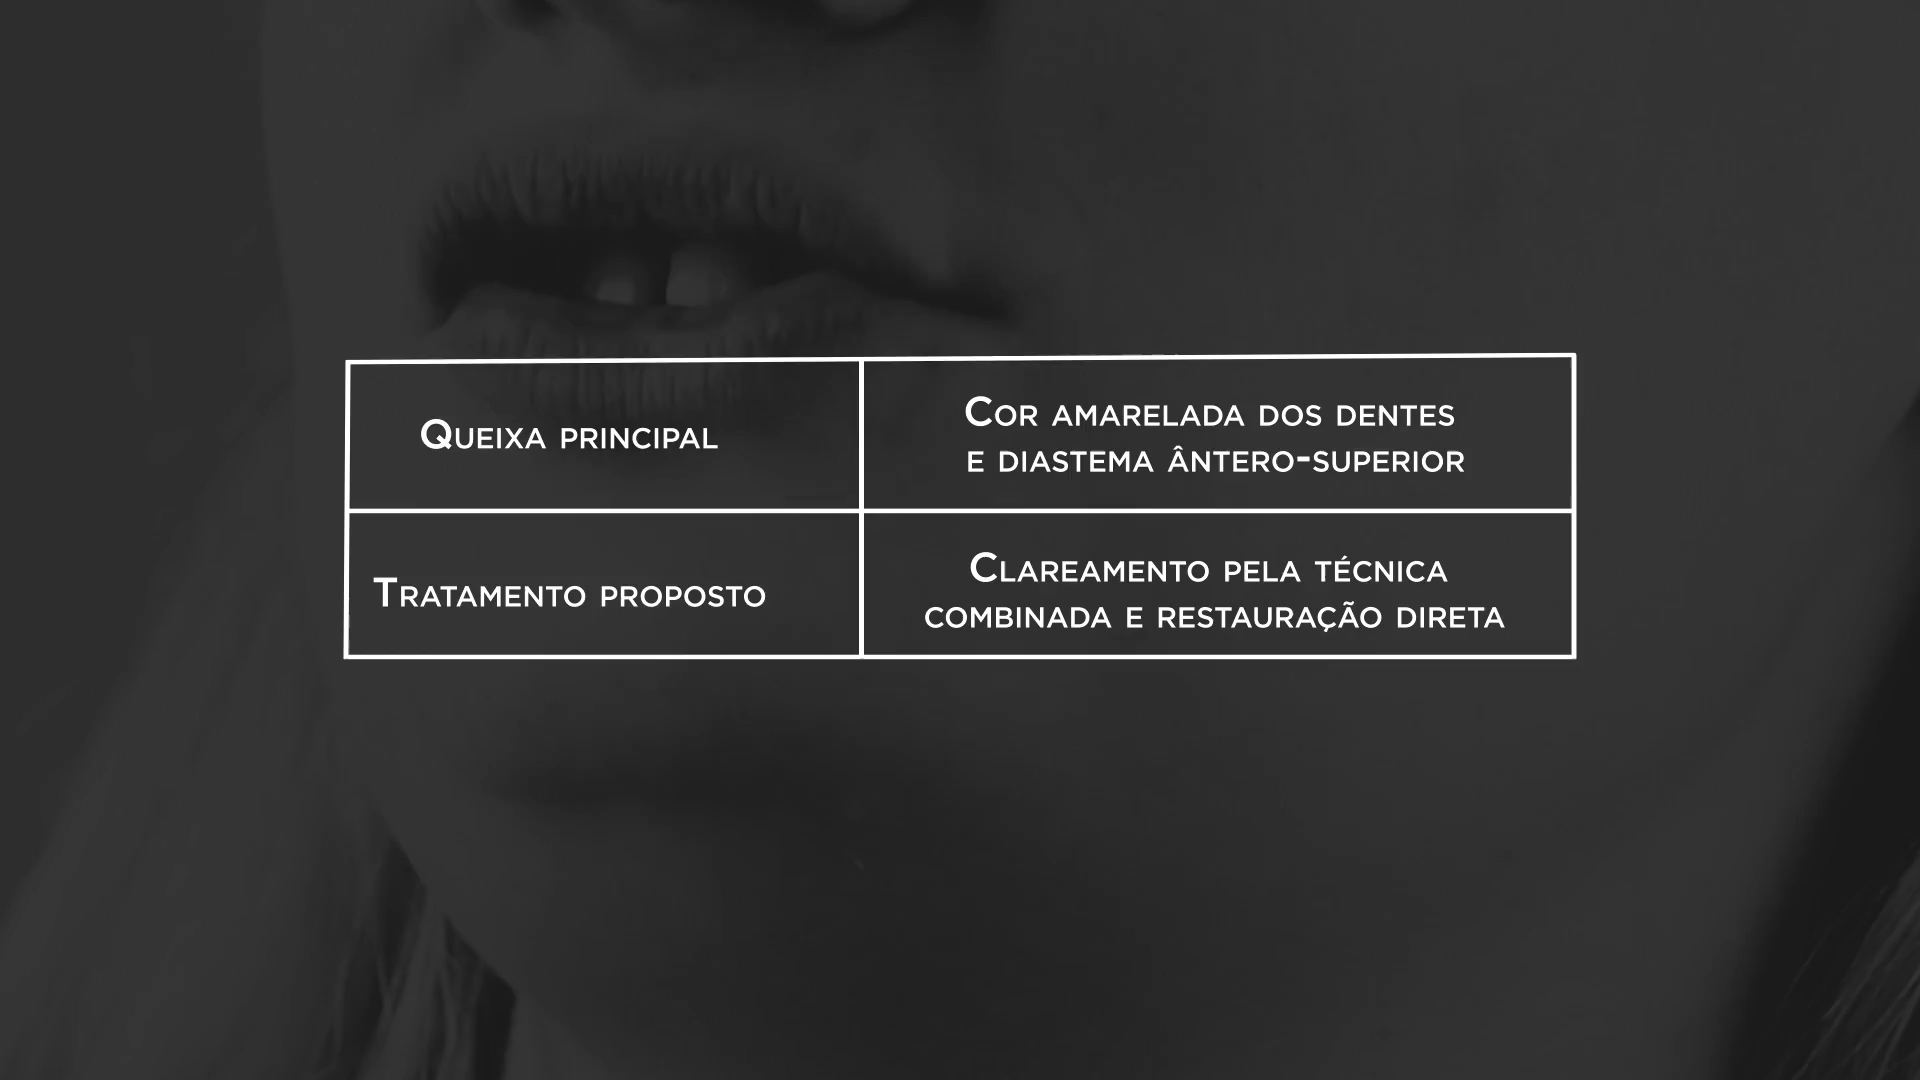 Queixa principal
Cor amarelada dos dentes
e diastema ântero-superior
Tratamento proposto
Clareamento pela técnica
combinada e restauração direta